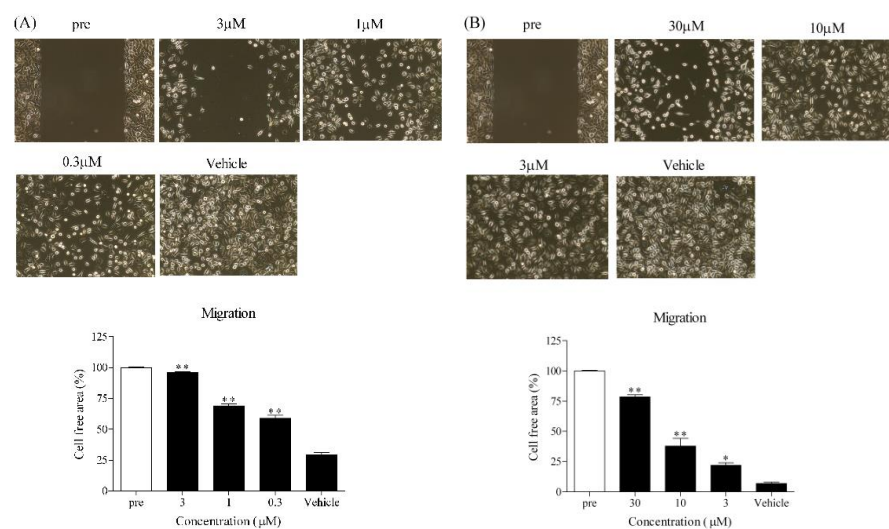 (A)
pre
3µM
1µM
0.3µM
Vehicle
Migration
Cell free area (%)
125
100
75
50
25
0
**
**
**
pre
3
1
0.3
Vehicle
Concentration (µM)
(B)
pre
30µM
10µM
3µM
Vehicle
Migration
Cell free area (%)
125
100
75
50
25
0
**
**
*
pre
30
10
3
Vehicle
Concentration (µM)